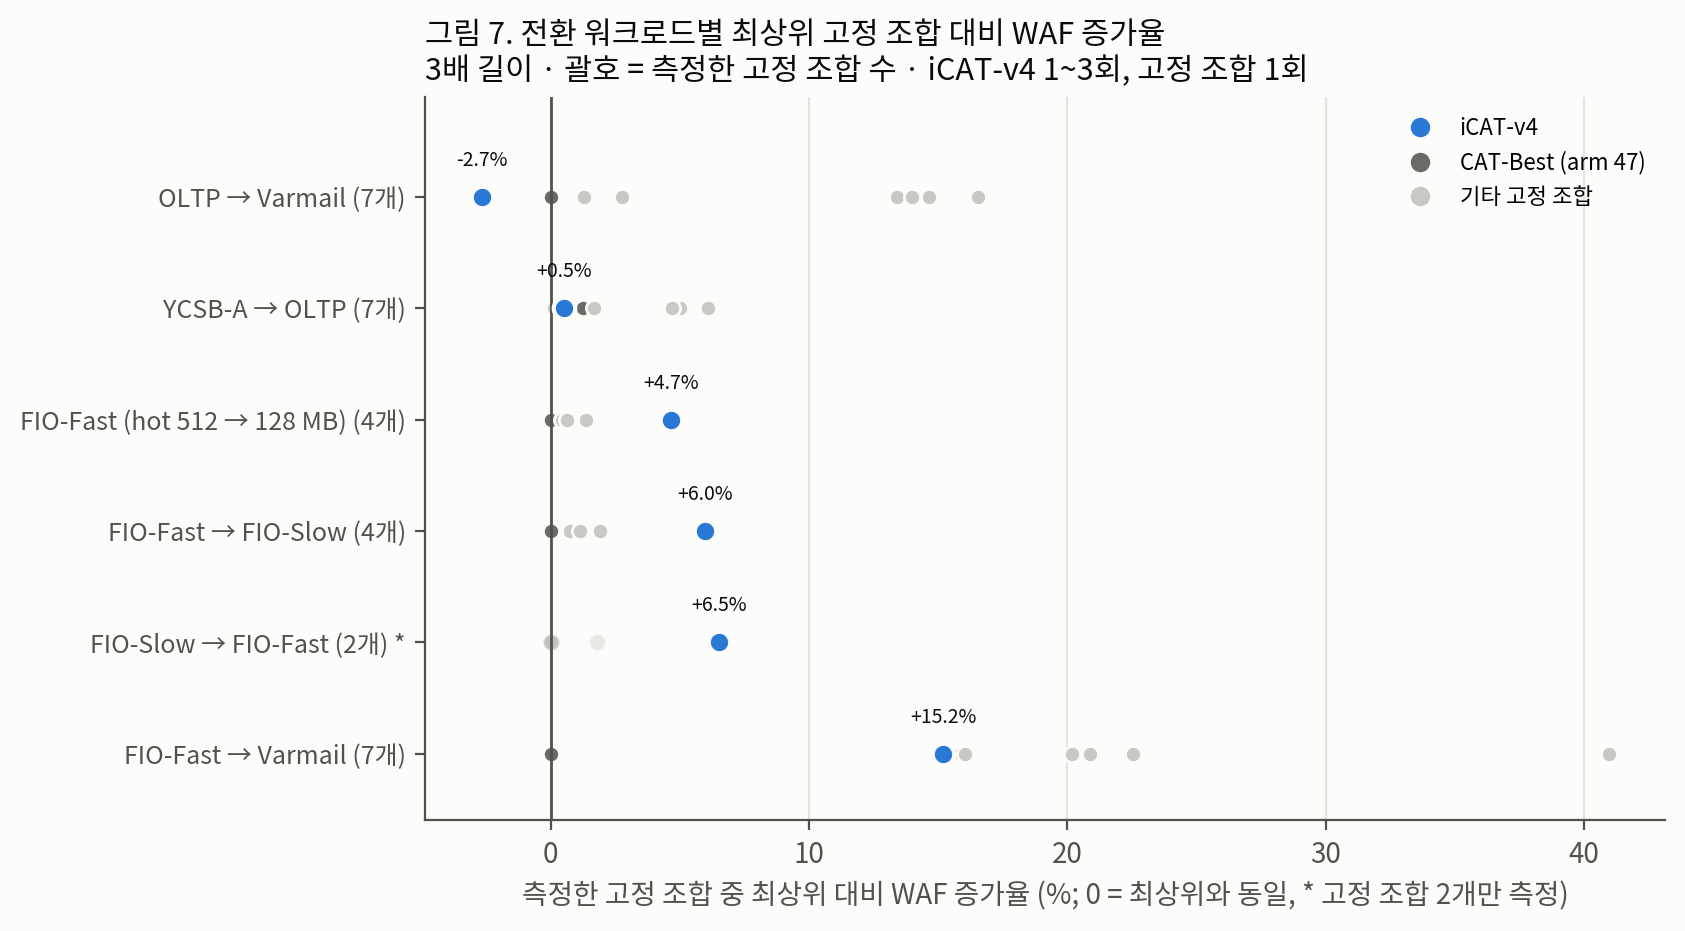 그림 7. 전환 워크로드별 최상위 고정 조합 대비 WAF 증가율
3배 길이 · 괄호 = 측정한 고정 조합 수 · iCAT-v4 1~3회, 고정 조합 1회
iCAT-v4
CAT-Best (arm 47)
기타 고정 조합
OLTP → Varmail (7개)
-2.7%
YCSB-A → OLTP (7개)
+0.5%
FIO-Fast (hot 512 → 128 MB) (4개)
+4.7%
FIO-Fast → FIO-Slow (4개)
+6.0%
FIO-Slow → FIO-Fast (2개) *
+6.5%
FIO-Fast → Varmail (7개)
+15.2%
0 10 20 30 40
측정한 고정 조합 중 최상위 대비 WAF 증가율 (%; 0 = 최상위와 동일, * 고정 조합 2개만 측정)